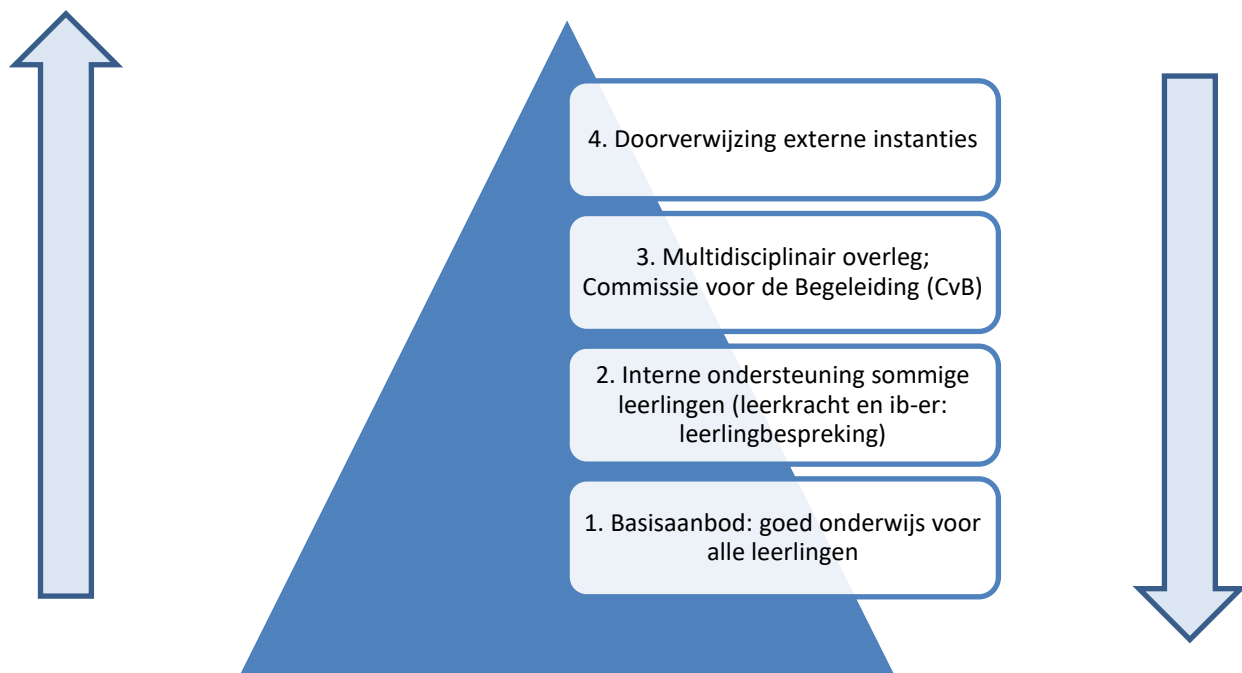 4. Doorverwijzing externe instanties
3. Multidisciplinair overleg;
Commissie voor de Begeleiding (CvB)
2. Interne ondersteuning sommige
leerlingen (leerkracht en ib-er:
leerlingbespreking)
1. Basisaanbod: goed onderwijs voor
alle leerlingen